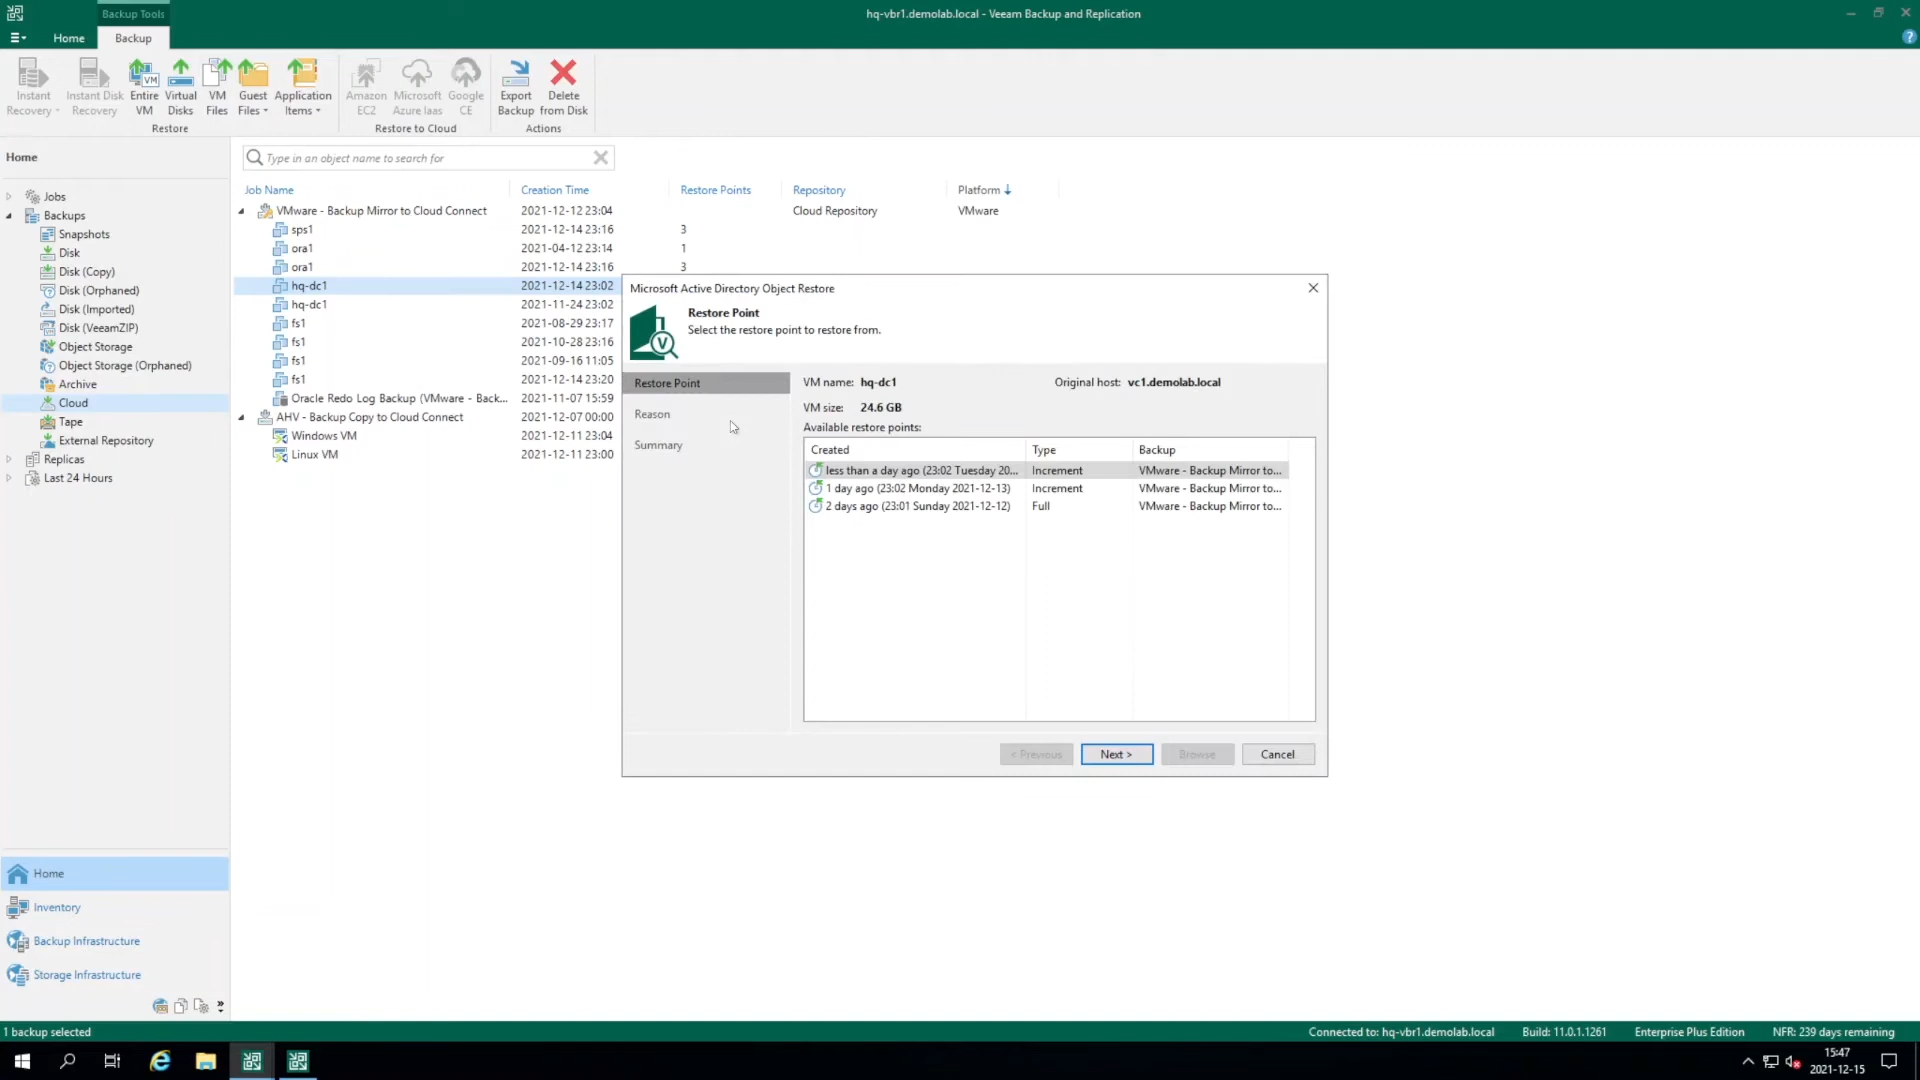 Backup Tools
hq-vbr1.demolab.local - Veeam Backup and Replication
Home
Backup
Instant Recovery
Instant Disk Recovery
Entire VM
Virtual Disks
VM Files
Guest Files
Application Items
Restore
Amazon EC2
Microsoft Azure Iaas
Google CE
Restore to Cloud
Export Backup
Delete from Disk
Actions
Home
Jobs
Backups
Snapshots
Disk
Disk (Copy)
Disk (Orphaned)
Disk (Imported)
Disk (VeeamZIP)
Object Storage
Object Storage (Orphaned)
Archive
Cloud
Tape
External Repository
Replicas
Last 24 Hours
Home
Inventory
Backup Infrastructure
Storage Infrastructure
Type in an object name to search for
Job Name Creation Time Restore Points Repository Platform
VMware - Backup Mirror to Cloud Connect 2021-12-12 23:04 Cloud Repository VMware
sps1 2021-12-14 23:16 3
ora1 2021-04-12 23:14 1
ora1 2021-12-14 23:16 3
hq-dc1 2021-12-14 23:02
hq-dc1 2021-11-24 23:02
fs1 2021-08-29 23:17
fs1 2021-10-28 23:16
fs1 2021-09-16 11:05
fs1 2021-12-14 23:20
Oracle Redo Log Backup (VMware - Back... 2021-11-07 15:59
AHV - Backup Copy to Cloud Connect 2021-12-07 00:00
Windows VM 2021-12-11 23:04
Linux VM 2021-12-11 23:00
Microsoft Active Directory Object Restore
Restore Point
Select the restore point to restore from.
Restore Point
Reason
Summary
VM name: hq-dc1 Original host: vc1.demolab.local
VM size: 24.6 GB
Available restore points:
Created Type Backup
less than a day ago (23:02 Tuesday 20... Increment VMware - Backup Mirror to...
1 day ago (23:02 Monday 2021-12-13) Increment VMware - Backup Mirror to...
2 days ago (23:01 Sunday 2021-12-12) Full VMware - Backup Mirror to...
< Previous
Next >
Browse
Cancel
1 backup selected
Connected to: hq-vbr1.demolab.local Build: 11.0.1.1261 Enterprise Plus Edition NFR: 239 days remaining
15:47
2021-12-15